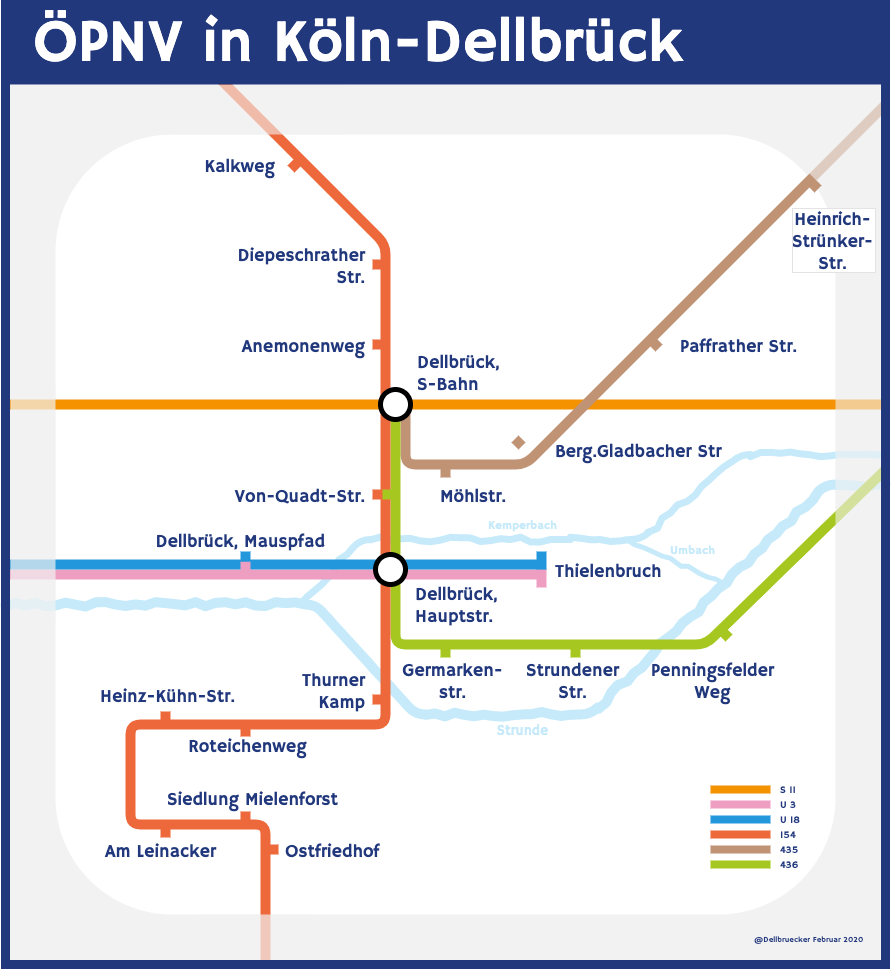 ÖPNV in Köln-Dellbrück
Kalkweg
Heinrich-
Strünker-
Str.
Diepeschrather
Str.
Anemonenweg
Paffrather Str.
Dellbrück,
S-Bahn
Berg.Gladbacher Str
Von-Quadt-Str.
Möhlstr.
Kemperbach
Dellbrück, Mauspfad
Umbach
Thielenbruch
Dellbrück,
Hauptstr.
Germarken-
str.
Strundener
Str.
Penningsfelder
Weg
Thurner
Kamp
Heinz-Kühn-Str.
Strunde
Roteichenweg
Siedlung Mielenforst
Am Leinacker
Ostfriedhof
S 11
U 3
U 18
154
435
436
@Dellbruecker Februar 2020